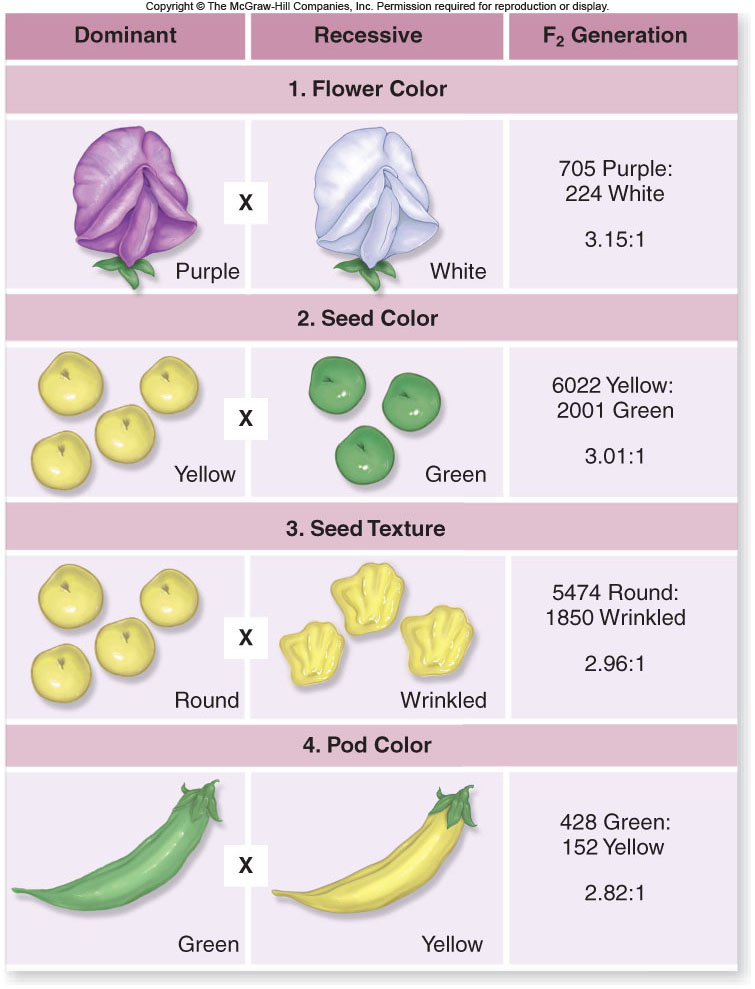 Copyright © The McGraw-Hill Companies, Inc. Permission required for reproduction or display.
Dominant Recessive F₂ Generation
1. Flower Color
705 Purple:
224 White
X
3.15:1
Purple White
2. Seed Color
6022 Yellow:
2001 Green
X
3.01:1
Yellow Green
3. Seed Texture
5474 Round:
1850 Wrinkled
X
2.96:1
Round Wrinkled
4. Pod Color
428 Green:
152 Yellow
X
2.82:1
Green Yellow